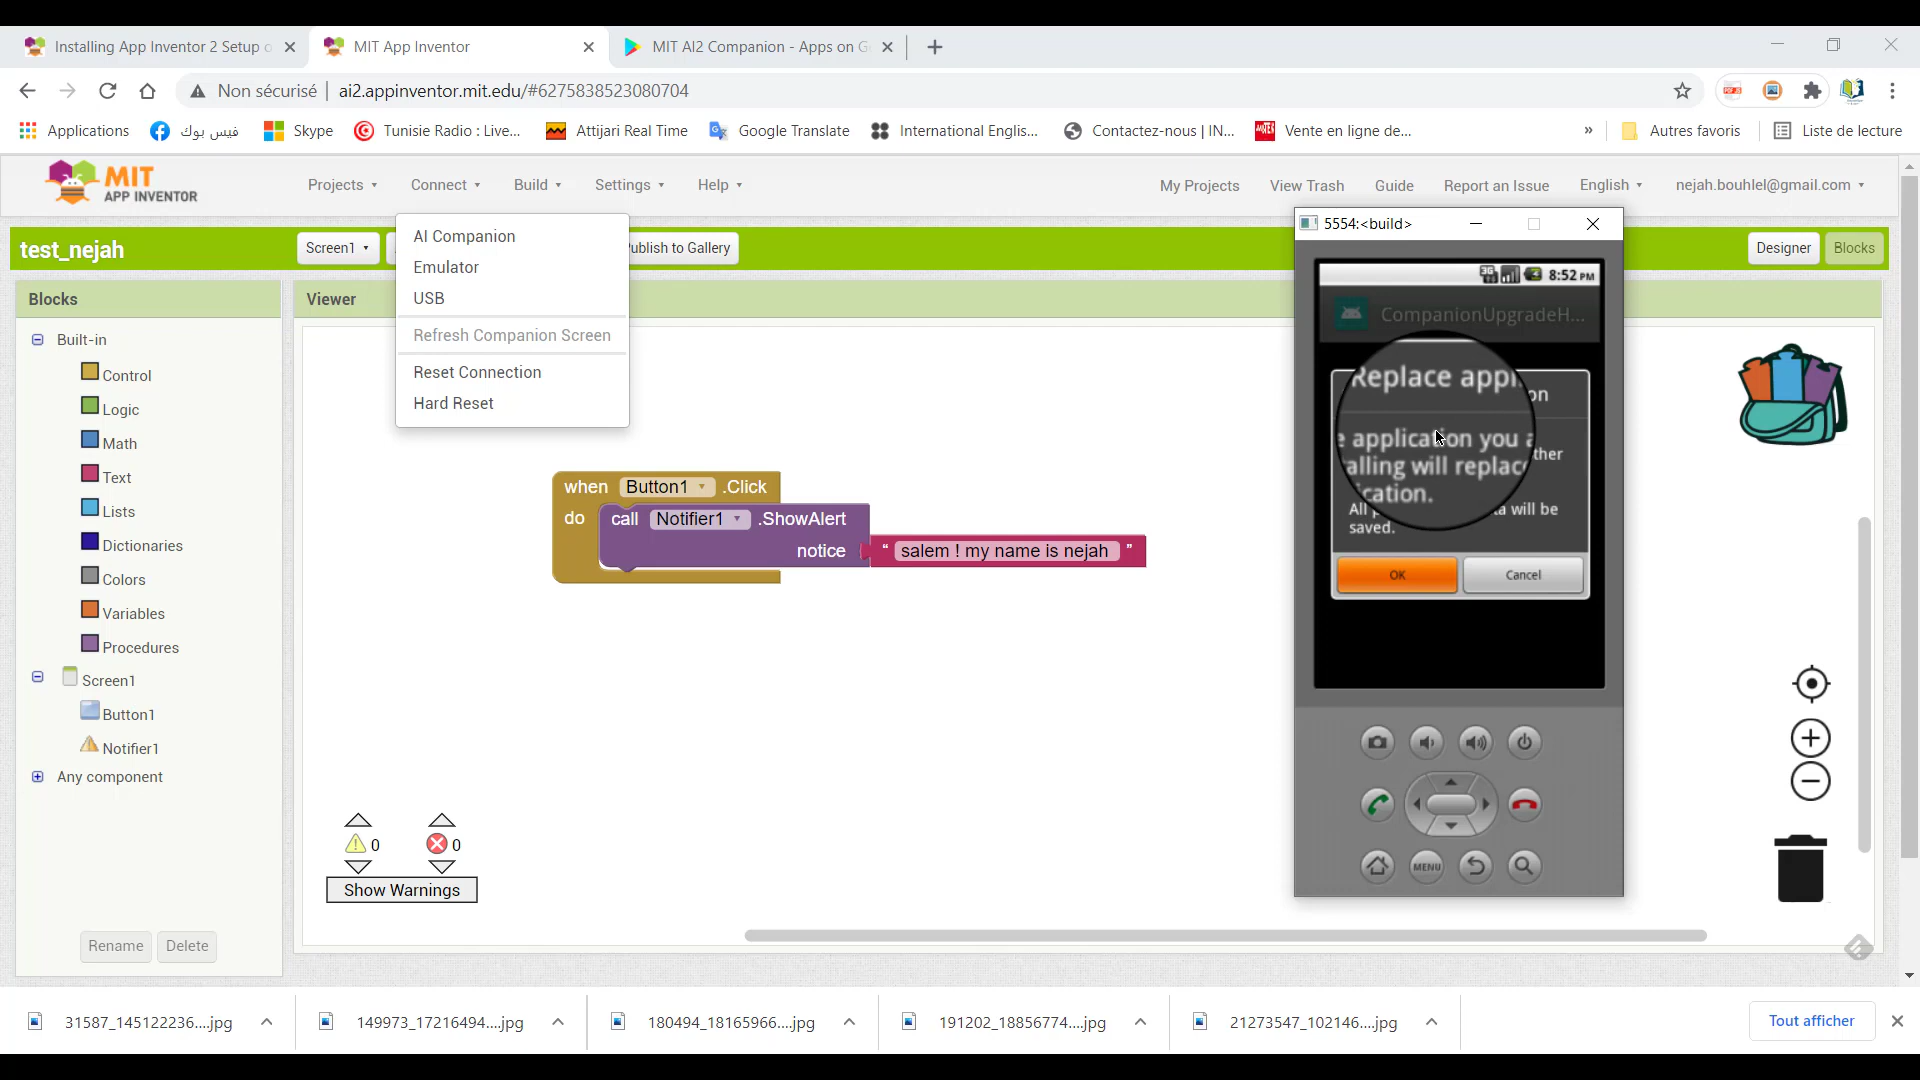 Installing App Inventor 2 Setup o
MIT App Inventor
MIT AI2 Companion - Apps on G
Non sécurisé
ai2.appinventor.mit.edu/#6275838523080704
Applications
فيس بوك
Skype
Tunisie Radio : Live...
Attijari Real Time
Google Translate
International Englis...
Contactez-nous | IN...
Vente en ligne de...
»
Autres favoris
Liste de lecture
MIT
APP INVENTOR
Projects
Connect
Build
Settings
Help
My Projects
View Trash
Guide
Report an Issue
English
nejah.bouhlel@gmail.com
test_nejah
Screen1
Publish to Gallery
Designer
Blocks
AI Companion
Emulator
USB
Refresh Companion Screen
Reset Connection
Hard Reset
Blocks
Built-in
Control
Logic
Math
Text
Lists
Dictionaries
Colors
Variables
Procedures
Screen1
Button1
Notifier1
Any component
Rename
Delete
Viewer
when Button1 .Click
do call Notifier1 .ShowAlert
notice “ salem ! my name is nejah ”
0
0
Show Warnings
5554:<build>
3G
8:52 PM
CompanionUpgradeH...
Replace appl
on
e application you a
ther
alling will replac
ication.
All
ta will be
saved.
OK
Cancel
MENU
31587_145122236....jpg
149973_17216494....jpg
180494_18165966....jpg
191202_18856774....jpg
21273547_102146....jpg
Tout afficher